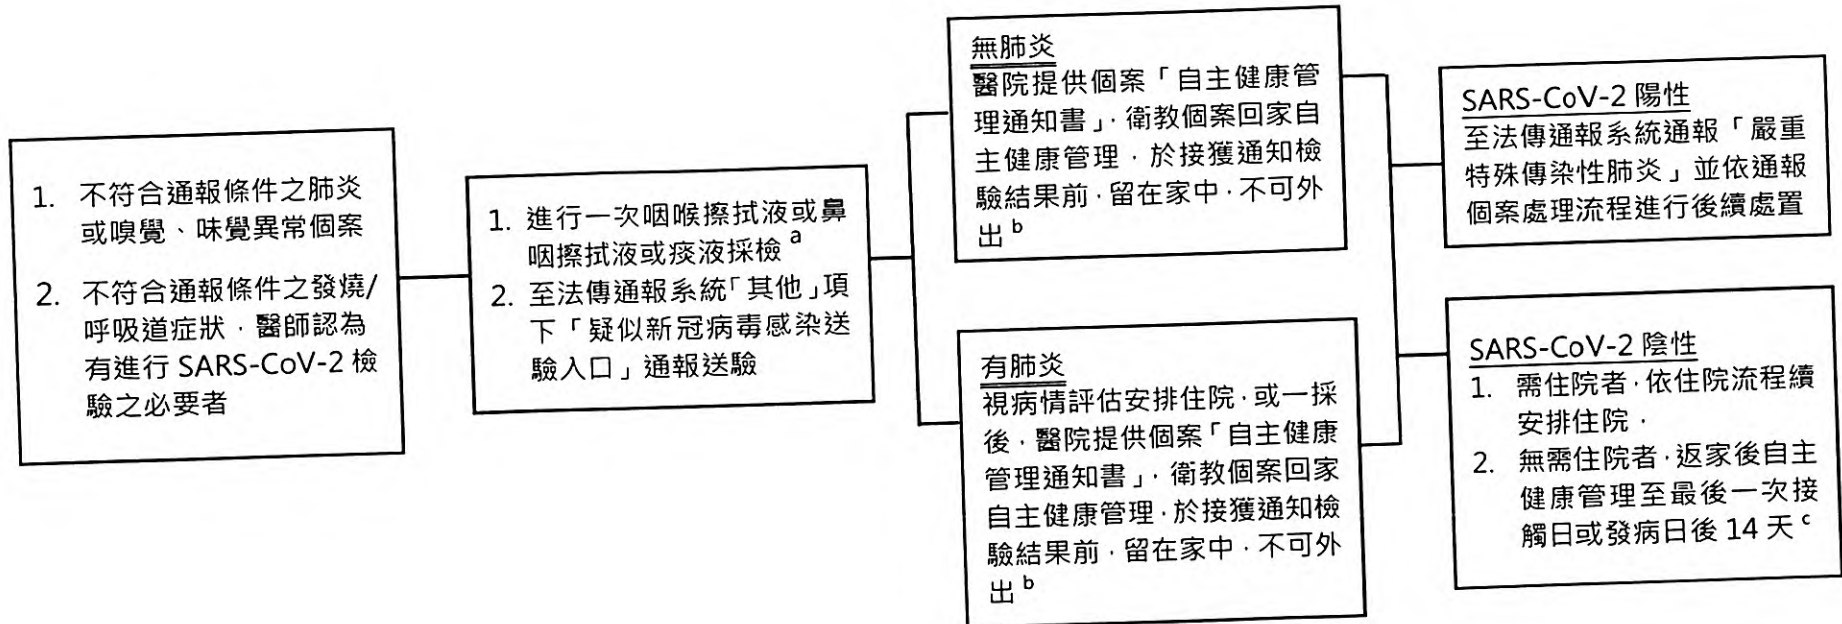 1. 不符合通報條件之肺炎
或嗅覺、味覺異常個案
2. 不符合通報條件之發燒/
呼吸道症狀，醫師認為
有進行 SARS-CoV-2 檢
驗之必要者
1. 進行一次咽喉擦拭液或鼻
咽擦拭液或痰液採檢 a
2. 至法傳通報系統「其他」項
下「疑似新冠病毒感染送
驗入口」通報送驗
無肺炎
醫院提供個案「自主健康管
理通知書」，衛教個案回家自
主健康管理，於接獲通知檢
驗結果前，留在家中，不可外
出 b
有肺炎
視病情評估安排住院，或一採
後，醫院提供個案「自主健康
管理通知書」，衛教個案回家
自主健康管理，於接獲通知檢
驗結果前，留在家中，不可外
出 b
SARS-CoV-2 陽性
至法傳通報系統通報「嚴重
特殊傳染性肺炎」並依通報
個案處理流程進行後續處置
SARS-CoV-2 陰性
1. 需住院者，依住院流程續
安排住院，
2. 無需住院者，返家後自主
健康管理至最後一次接
觸日或發病日後 14 天 c